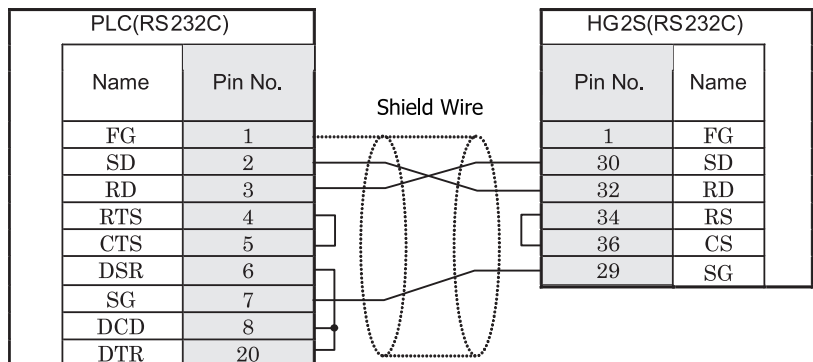 PLC(RS232C) HG2S(RS232C)
Name Pin No. Pin No. Name
Shield Wire
FG 1 1 FG
SD 2 30 SD
RD 3 32 RD
RTS 4 34 RS
CTS 5 36 CS
DSR 6 29 SG
SG 7
DCD 8
DTR 20